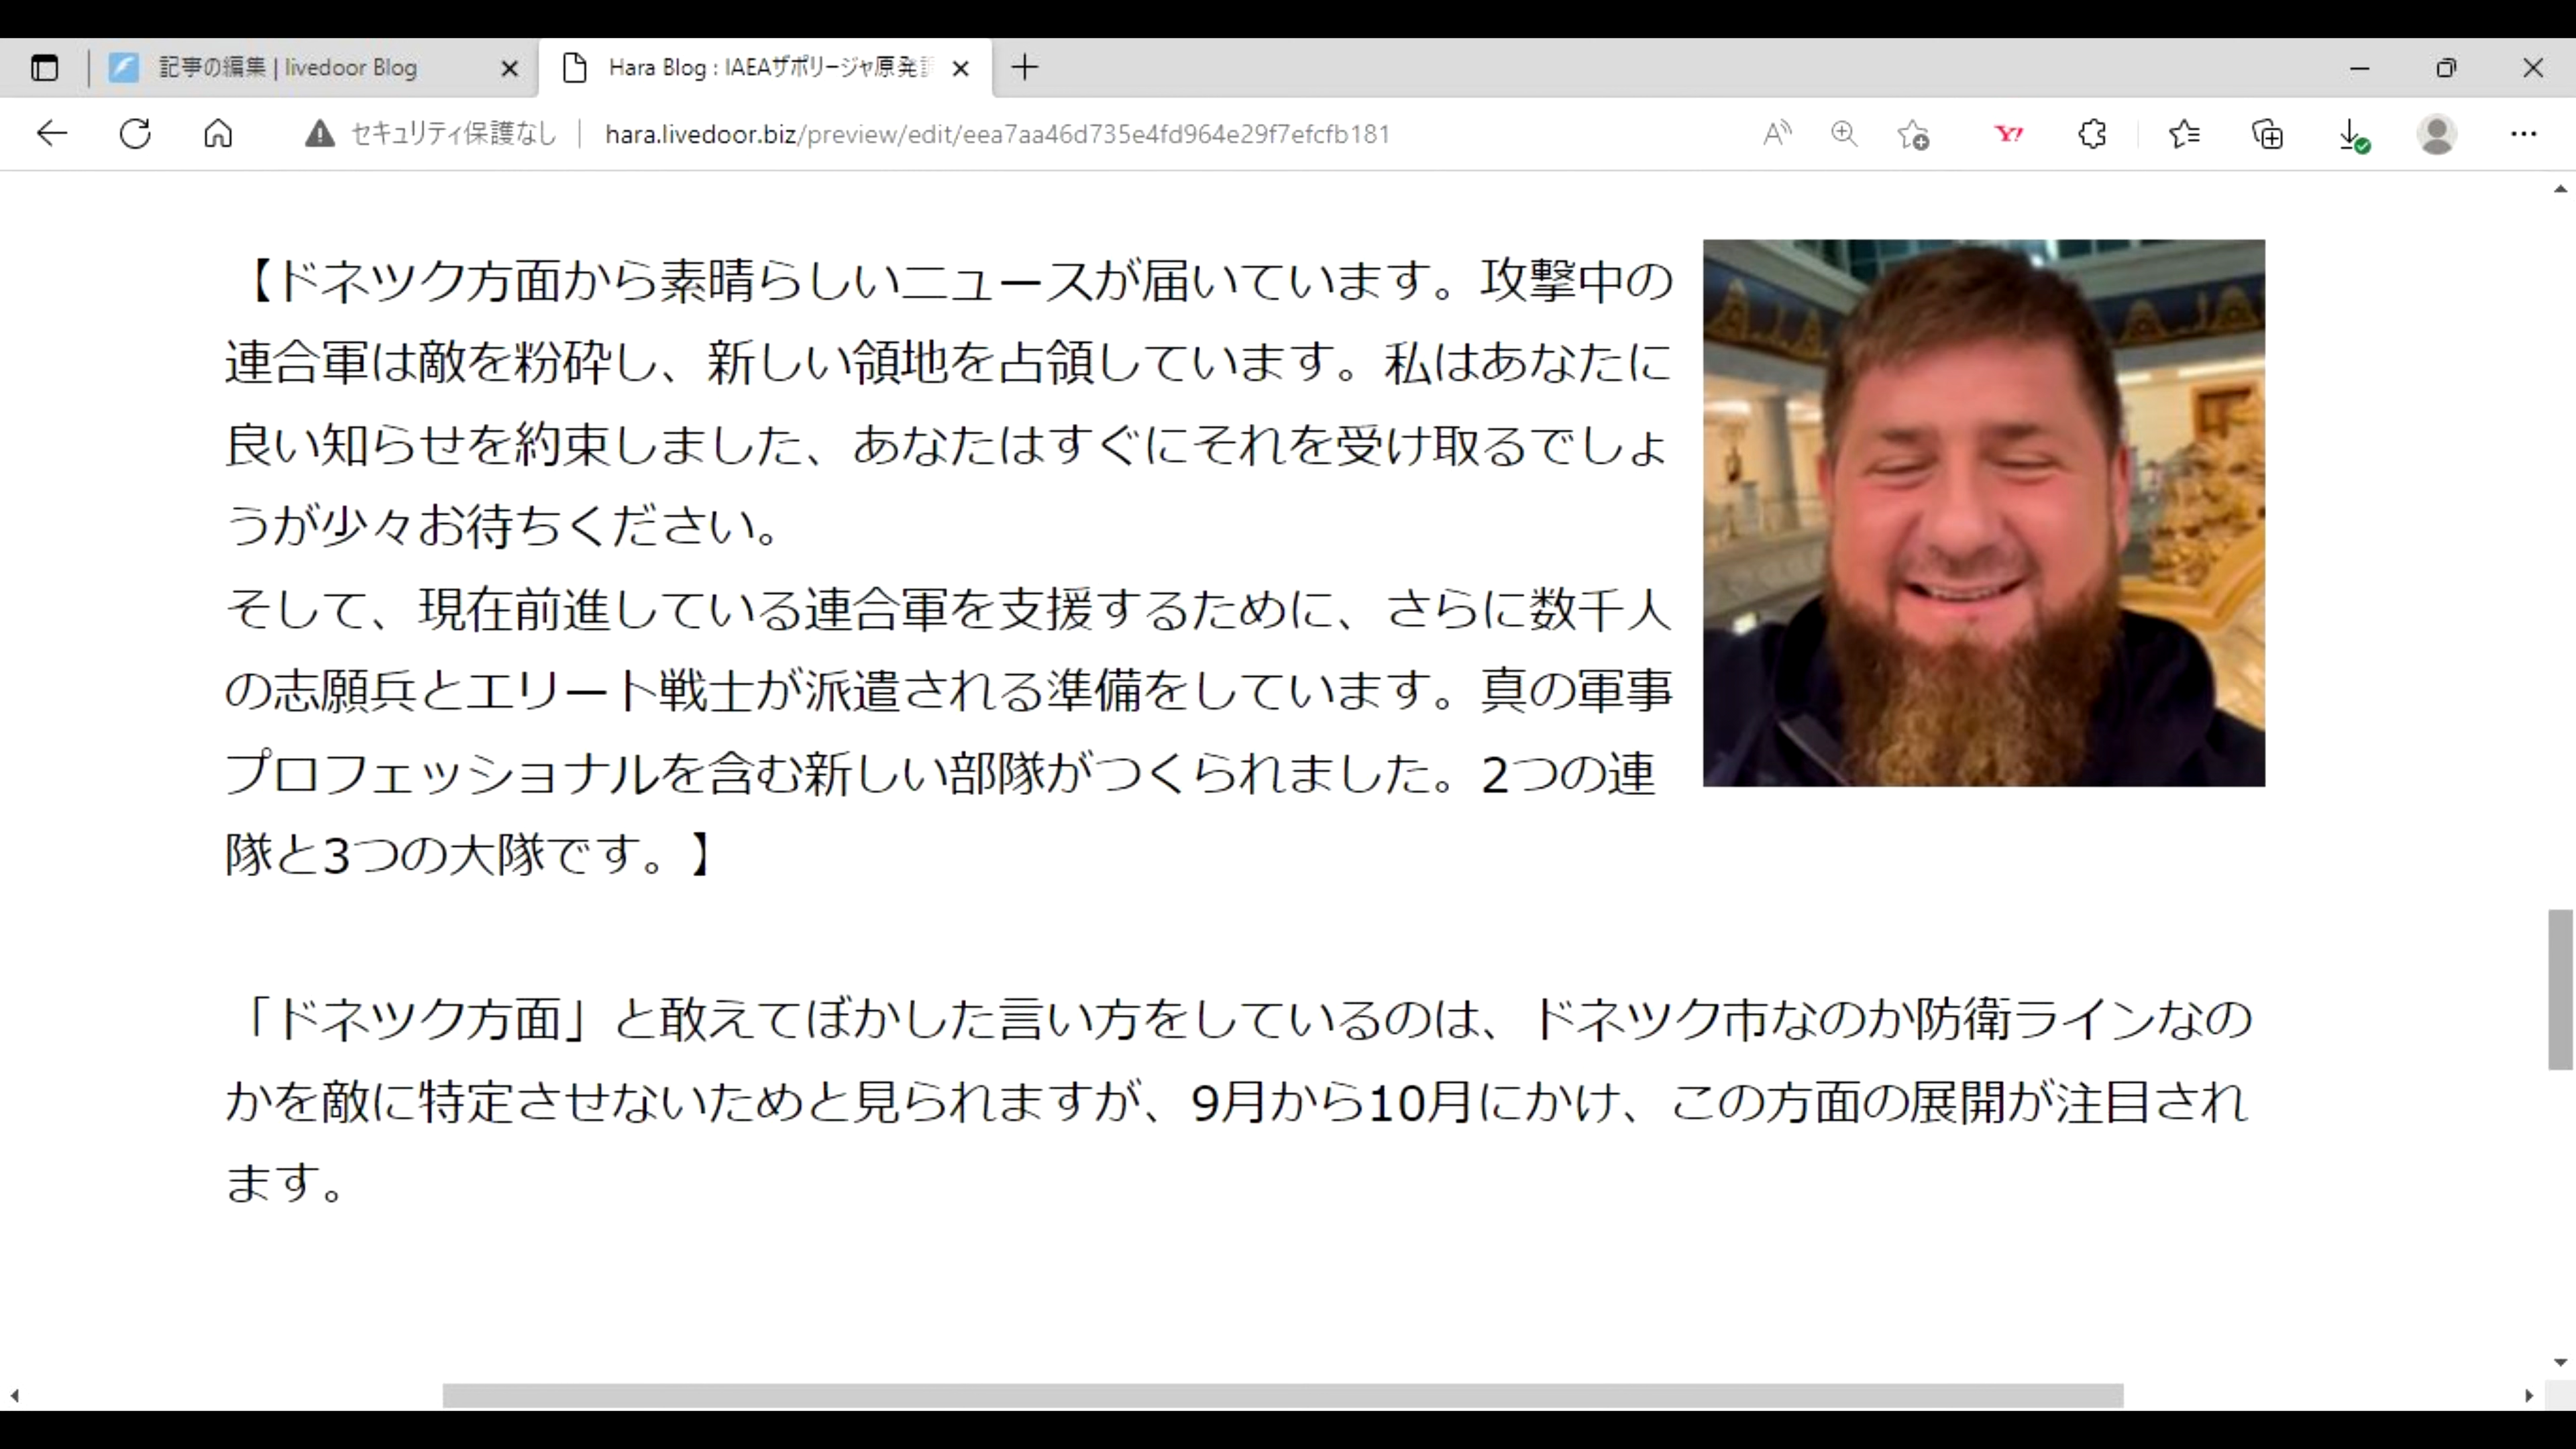 記事の編集 | livedoor Blog
Hara Blog : IAEAザポリージャ原発
セキュリティ保護なし
hara.livedoor.biz/preview/edit/eea7aa46d735e4fd964e29f7efcfb181
【ドネツク方面から素晴らしいニュースが届いています。攻撃中の
連合軍は敵を粉砕し、新しい領地を占領しています。私はあなたに
良い知らせを約束しました、あなたはすぐにそれを受け取るでしょ
うが少々お待ちください。
そして、現在前進している連合軍を支援するために、さらに数千人
の志願兵とエリート戦士が派遣される準備をしています。真の軍事
プロフェッショナルを含む新しい部隊がつくられました。2つの連
隊と3つの大隊です。】
「ドネツク方面」と敢えてぼかした言い方をしているのは、ドネツク市なのか防衛ラインなの
かを敵に特定させないためと見られますが、9月から10月にかけ、この方面の展開が注目され
ます。